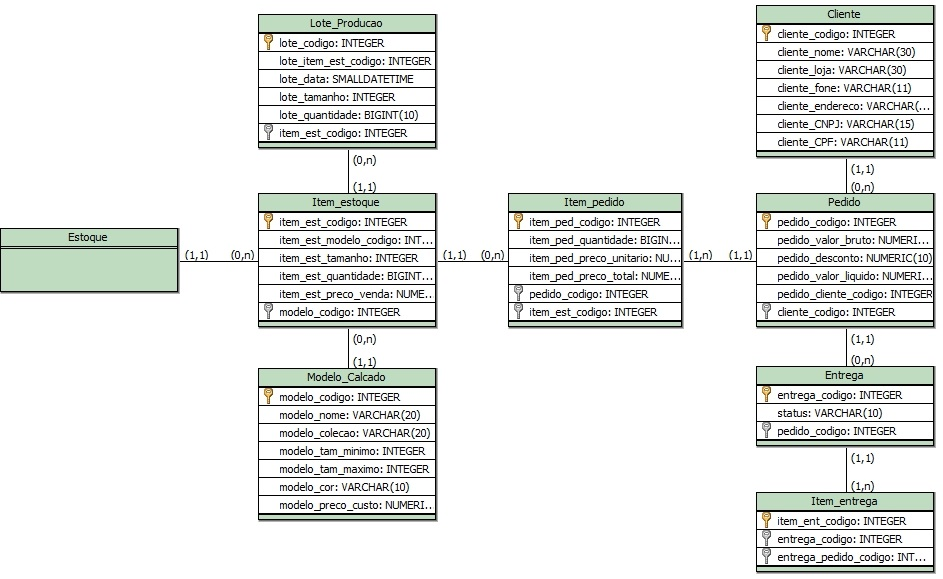 Lote_Producao
lote_codigo: INTEGER
lote_item_est_codigo: INTEGER
lote_data: SMALLDATETIME
lote_tamanho: INTEGER
lote_quantidade: BIGINT(10)
item_est_codigo: INTEGER
(0,n)
(1,1)
Cliente
cliente_codigo: INTEGER
cliente_nome: VARCHAR(30)
cliente_loja: VARCHAR(30)
cliente_fone: VARCHAR(11)
cliente_endereco: VARCHAR(...
cliente_CNPJ: VARCHAR(15)
cliente_CPF: VARCHAR(11)
(1,1)
(0,n)
Estoque
(1,1)
(0,n)
Item_estoque
item_est_codigo: INTEGER
item_est_modelo_codigo: INT...
item_est_tamanho: INTEGER
item_est_quantidade: BIGINT...
item_est_preco_venda: NUME...
modelo_codigo: INTEGER
(1,1)
(0,n)
Item_pedido
item_ped_codigo: INTEGER
item_ped_quantidade: BIGIN...
item_ped_preco_unitario: NU...
item_ped_preco_total: NUME...
pedido_codigo: INTEGER
item_est_codigo: INTEGER
(1,n)
(1,1)
Pedido
pedido_codigo: INTEGER
pedido_valor_bruto: NUMERI...
pedido_desconto: NUMERIC(10)
pedido_valor_liquido: NUMERI...
pedido_cliente_codigo: INTEGER
cliente_codigo: INTEGER
(0,n)
(1,1)
Modelo_Calcado
modelo_codigo: INTEGER
modelo_nome: VARCHAR(20)
modelo_colecao: VARCHAR(20)
modelo_tam_minimo: INTEGER
modelo_tam_maximo: INTEGER
modelo_cor: VARCHAR(10)
modelo_preco_custo: NUMERI...
(1,1)
(0,n)
Entrega
entrega_codigo: INTEGER
status: VARCHAR(10)
pedido_codigo: INTEGER
(1,1)
(1,n)
Item_entrega
item_ent_codigo: INTEGER
entrega_codigo: INTEGER
entrega_pedido_codigo: INT...